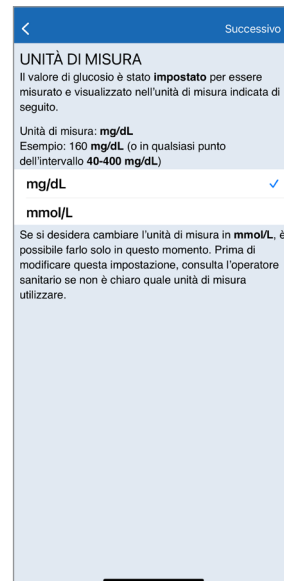 Successivo
UNITÀ DI MISURA
Il valore di glucosio è stato impostato per essere
misurato e visualizzato nell'unità di misura indicata di
seguito.
Unità di misura: mg/dL
Esempio: 160 mg/dL (o in qualsiasi punto
dell'intervallo 40-400 mg/dL)
mg/dL
mmol/L
Se si desidera cambiare l'unità di misura in mmol/L, è
possibile farlo solo in questo momento. Prima di
modificare questa impostazione, consulta l'operatore
sanitario se non è chiaro quale unità di misura
utilizzare.